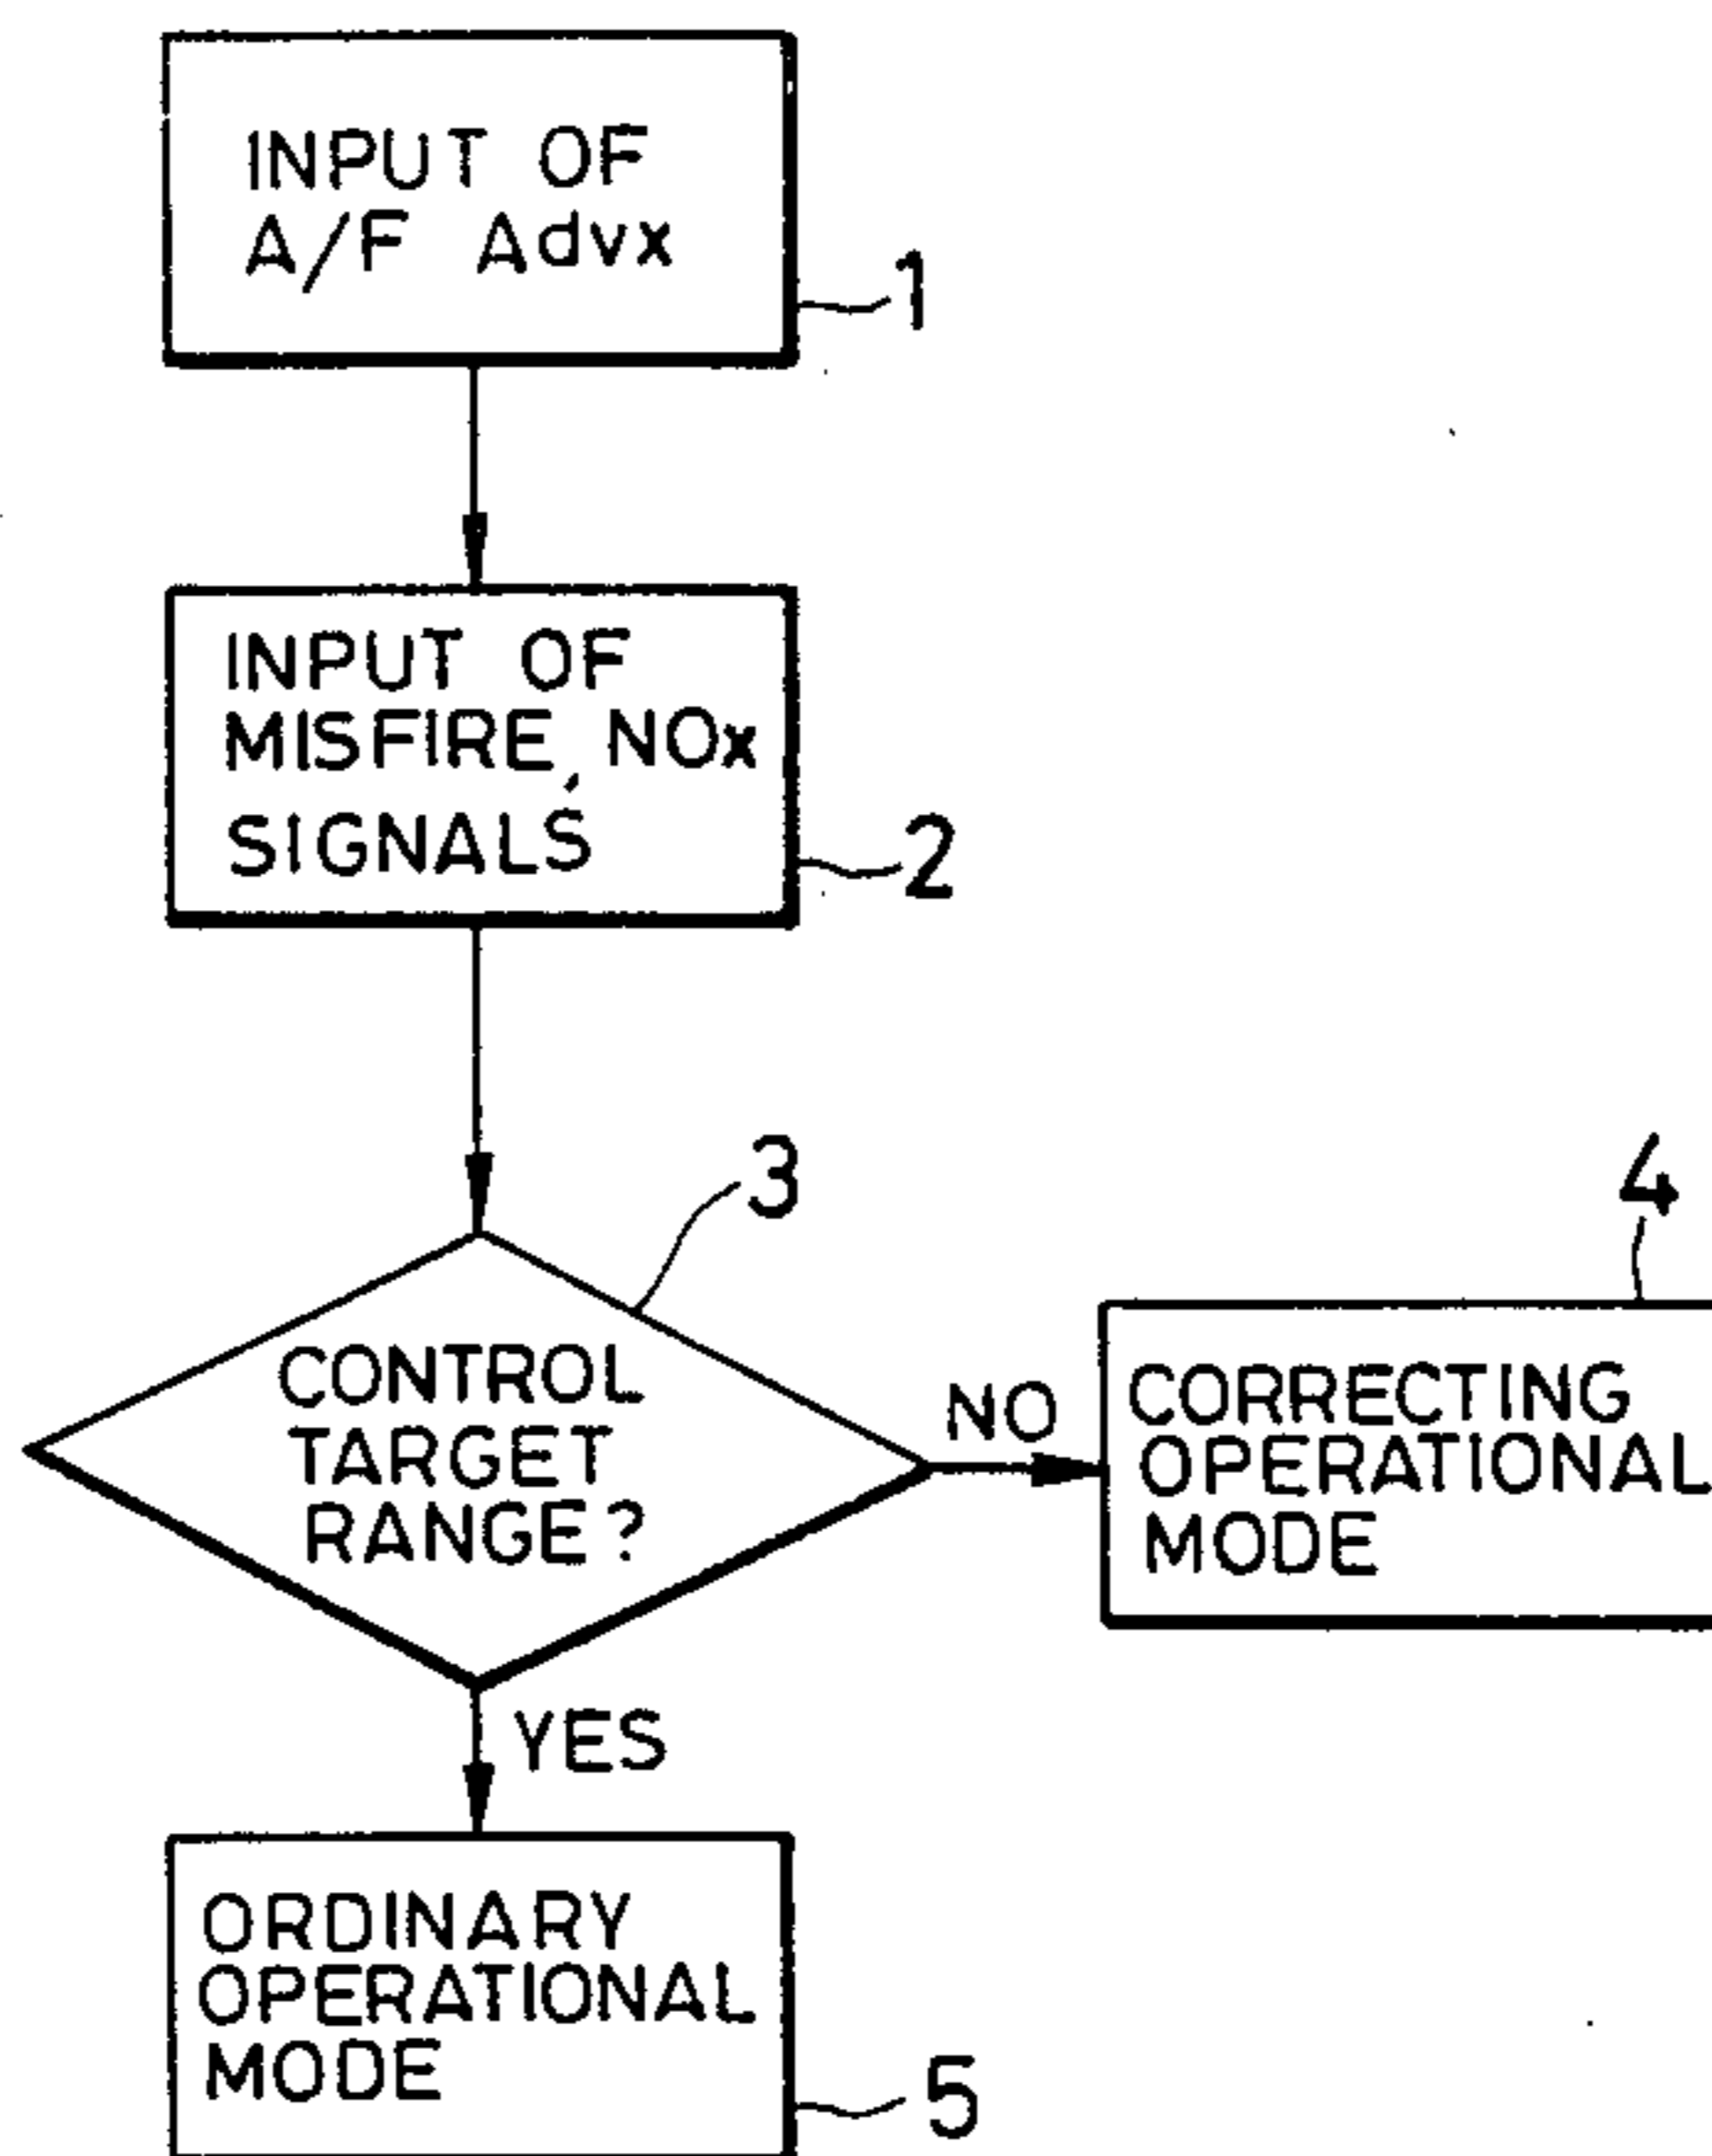 INPUT OF
A/F Advx
1
INPUT OF
MISFIRE, NOx
SIGNALS
2
3
CONTROL
TARGET
RANGE?
NO
4
CORRECTING
OPERATIONAL
MODE
YES
ORDINARY
OPERATIONAL
MODE
5